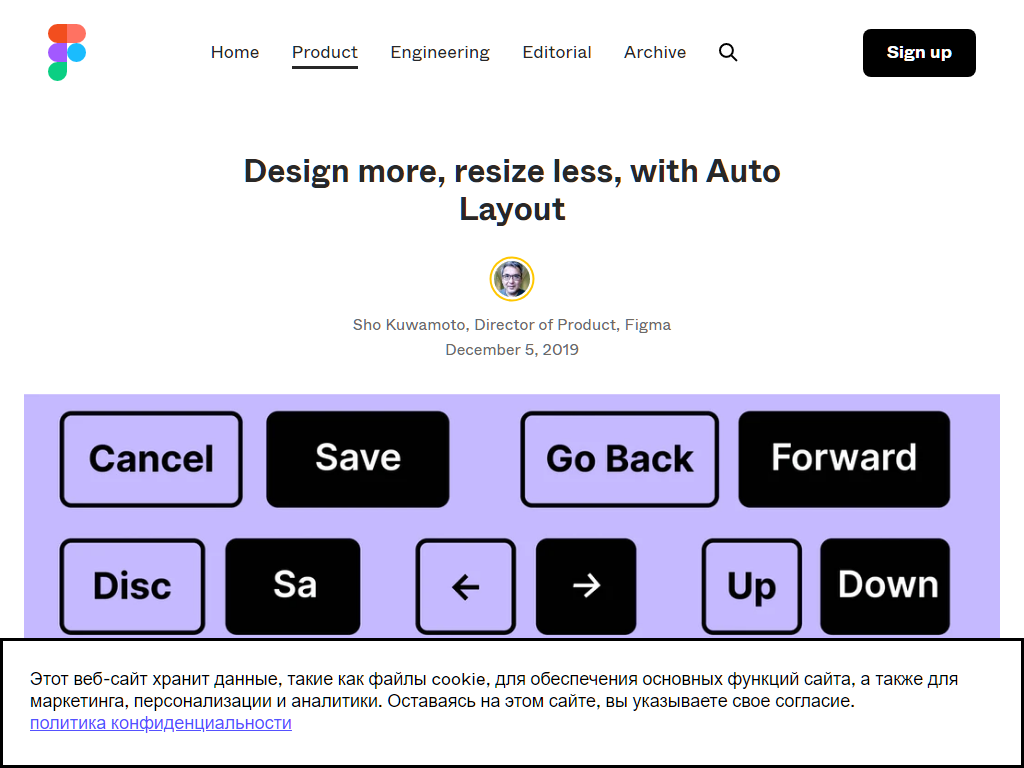 Home Product Engineering Editorial Archive Sign up
Design more, resize less, with Auto
Layout
Sho Kuwamoto, Director of Product, Figma
December 5, 2019
Cancel Save Go Back Forward
Disc Sa ← → Up Down
Этот веб-сайт хранит данные, такие как файлы cookie, для обеспечения основных функций сайта, а также для
маркетинга, персонализации и аналитики. Оставаясь на этом сайте, вы указываете свое согласие.
политика конфиденциальности